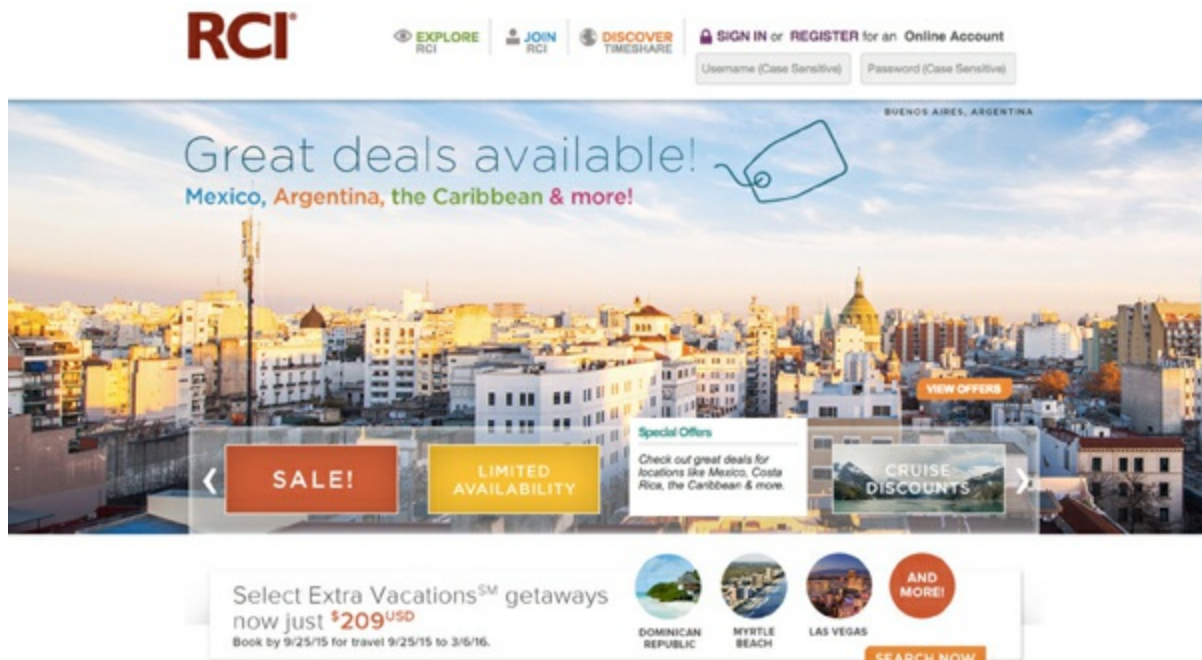 RCI®
EXPLORE
RCI
JOIN
RCI
DISCOVER
TIMESHARE
SIGN IN or REGISTER for an Online Account
Username (Case Sensitive)
Password (Case Sensitive)
BUENOS AIRES, ARGENTINA
Great deals available!
Mexico, Argentina, the Caribbean & more!
VIEW OFFERS
SALE!
LIMITED
AVAILABILITY
Special Offers
Check out great deals for
locations like Mexico, Costa
Rica, the Caribbean & more.
CRUISE
DISCOUNTS
Select Extra Vacations℠ getaways
now just $209USD
Book by 9/25/15 for travel 9/25/15 to 3/6/16.
DOMINICAN
REPUBLIC
MYRTLE
BEACH
LAS VEGAS
AND
MORE!
SEARCH NOW